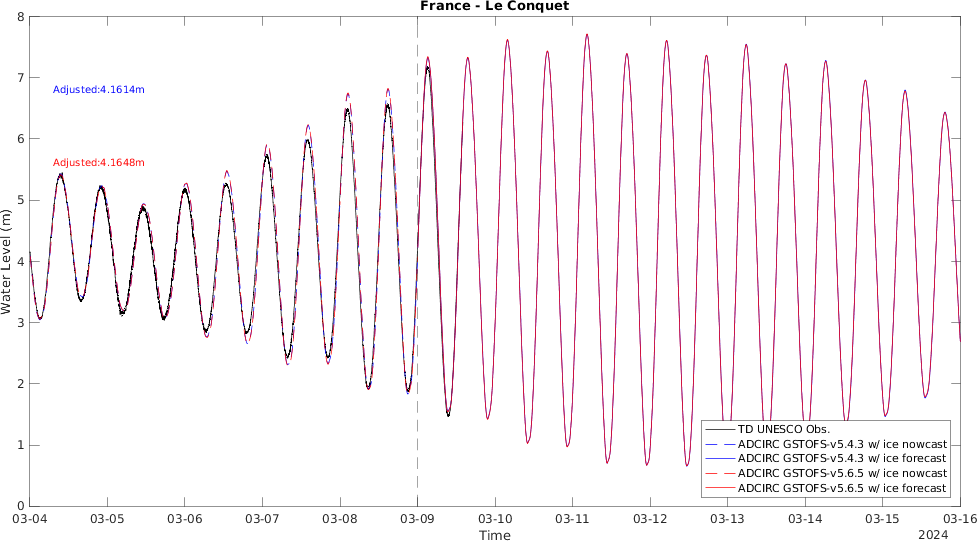 France - Le Conquet
8
7
6
5
4
3
2
1
0
Water Level (m)
Adjusted:4.1614m
Adjusted:4.1648m
TD UNESCO Obs.
ADCIRC GSTOFS-v5.4.3 w/ ice nowcast
ADCIRC GSTOFS-v5.4.3 w/ ice forecast
ADCIRC GSTOFS-v5.6.5 w/ ice nowcast
ADCIRC GSTOFS-v5.6.5 w/ ice forecast
03-04 03-05 03-06 03-07 03-08 03-09 03-10 03-11 03-12 03-13 03-14 03-15 03-16
Time
2024